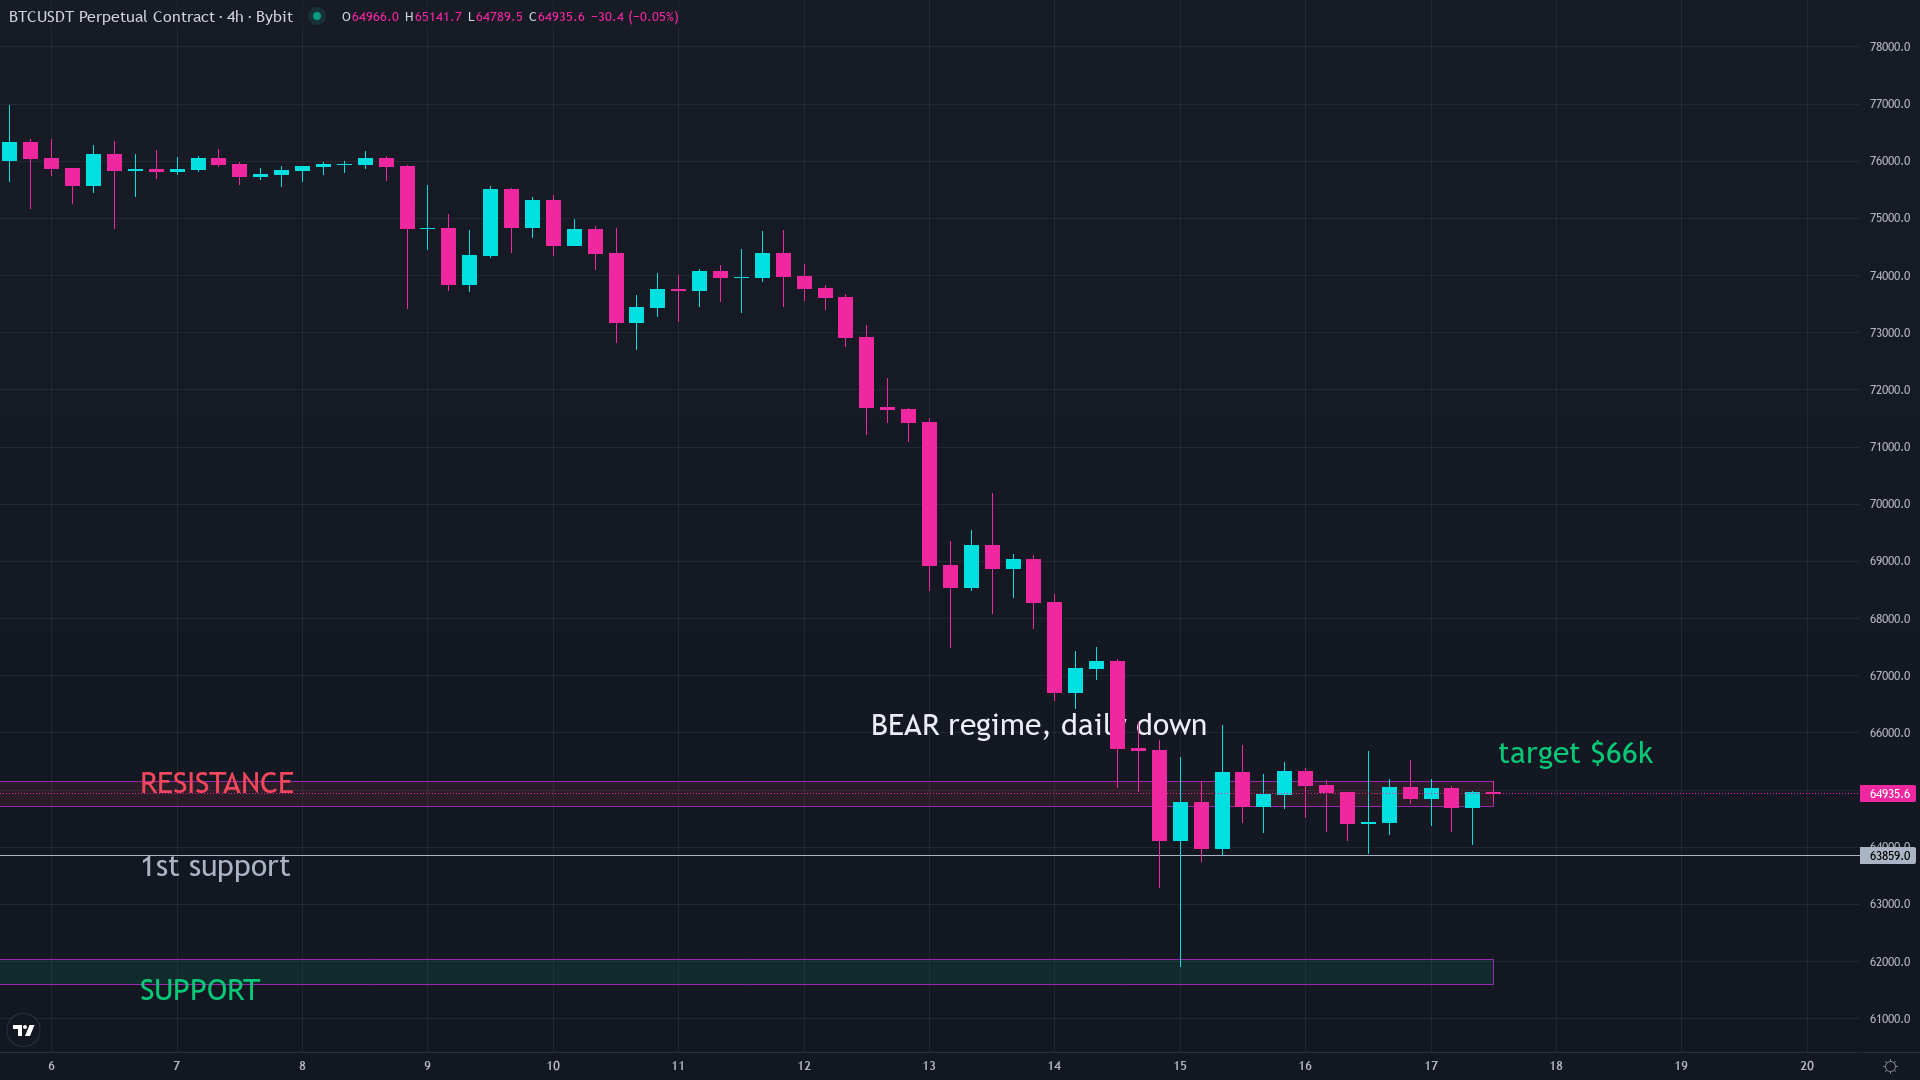 BTCUSDT Perpetual Contract · 4h · Bybit O64966.0 H65141.7 L64789.5 C64935.6 −30.4 (−0.05%)
78000.0
77000.0
76000.0
75000.0
74000.0
73000.0
72000.0
71000.0
70000.0
69000.0
68000.0
67000.0
BEAR regime, daily down
66000.0
target $66k
RESISTANCE
64935.6
64000.0
63859.0
1st support
63000.0
62000.0
SUPPORT
61000.0
6 7 8 9 10 11 12 13 14 15 16 17 18 19 20